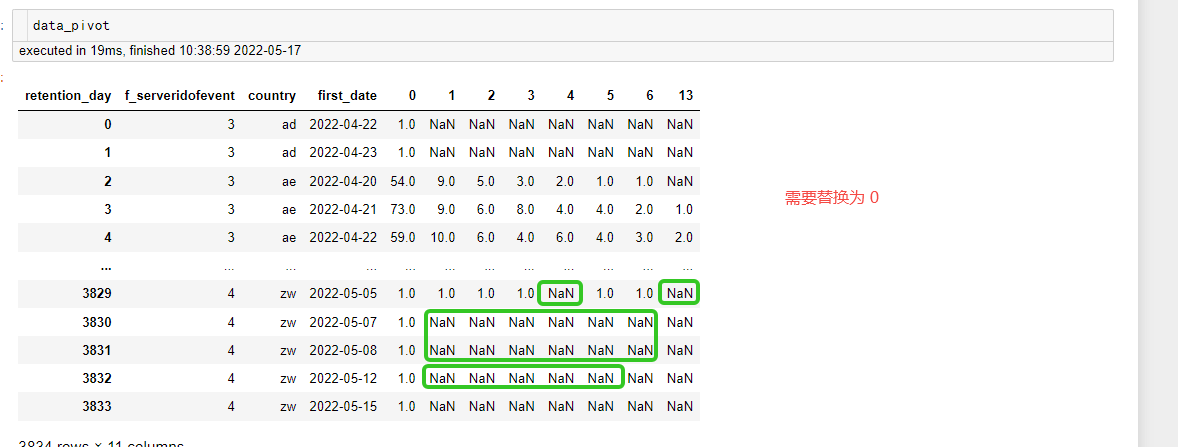 data_pivot
executed in 19ms, finished 10:38:59 2022-05-17
retention_day f_serveridofevent country first_date 0 1 2 3 4 5 6 13
0 3 ad 2022-04-22 1.0 NaN NaN NaN NaN NaN NaN NaN
1 3 ad 2022-04-23 1.0 NaN NaN NaN NaN NaN NaN NaN
2 3 ae 2022-04-20 54.0 9.0 5.0 3.0 2.0 1.0 1.0 NaN
需要替换为 0
3 3 ae 2022-04-21 73.0 9.0 6.0 8.0 4.0 4.0 2.0 1.0
4 3 ae 2022-04-22 59.0 10.0 6.0 4.0 6.0 4.0 3.0 2.0
... ... ... ... ... ... ... ... ... ... ... ...
3829 4 zw 2022-05-05 1.0 1.0 1.0 1.0 NaN 1.0 1.0 NaN
3830 4 zw 2022-05-07 1.0 NaN NaN NaN NaN NaN NaN NaN
3831 4 zw 2022-05-08 1.0 NaN NaN NaN NaN NaN NaN NaN
3832 4 zw 2022-05-12 1.0 NaN NaN NaN NaN NaN NaN NaN
3833 4 zw 2022-05-15 1.0 NaN NaN NaN NaN NaN NaN NaN
3834 rows × 11 columns